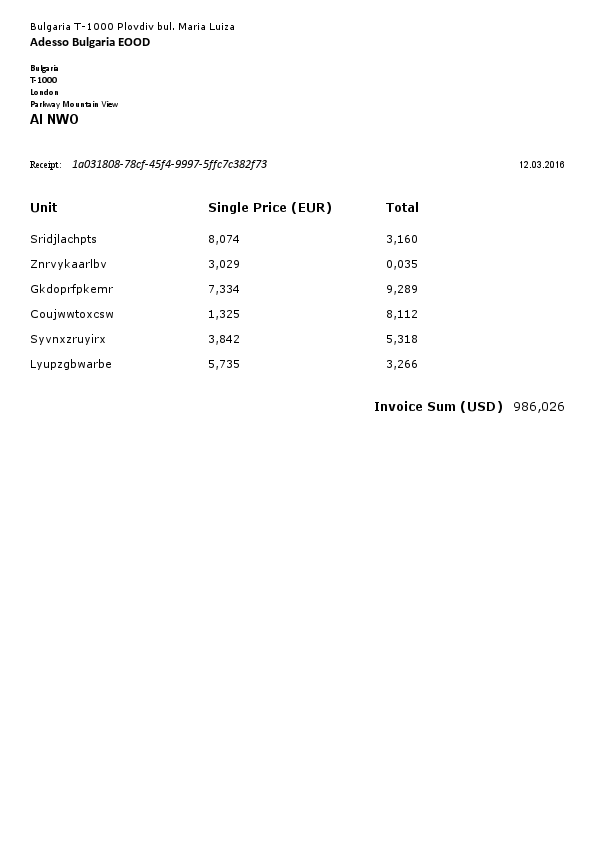 Bulgaria T-1000 Plovdiv bul. Maria Luiza
Adesso Bulgaria EOOD
Bulgaria
T-1000
London
Parkway Mountain View
AI NWO
Receipt: 1a031808-78cf-45f4-9997-5ffc7c382f73 12.03.2016
Unit Single Price (EUR) Total
Sridjlachpts 8,074 3,160
Znrvykaarlbv 3,029 0,035
Gkdoprfpkemr 7,334 9,289
Coujwwtoxcsw 1,325 8,112
Syvnxzruyirx 3,842 5,318
Lyupzgbwarbe 5,735 3,266
Invoice Sum (USD) 986,026